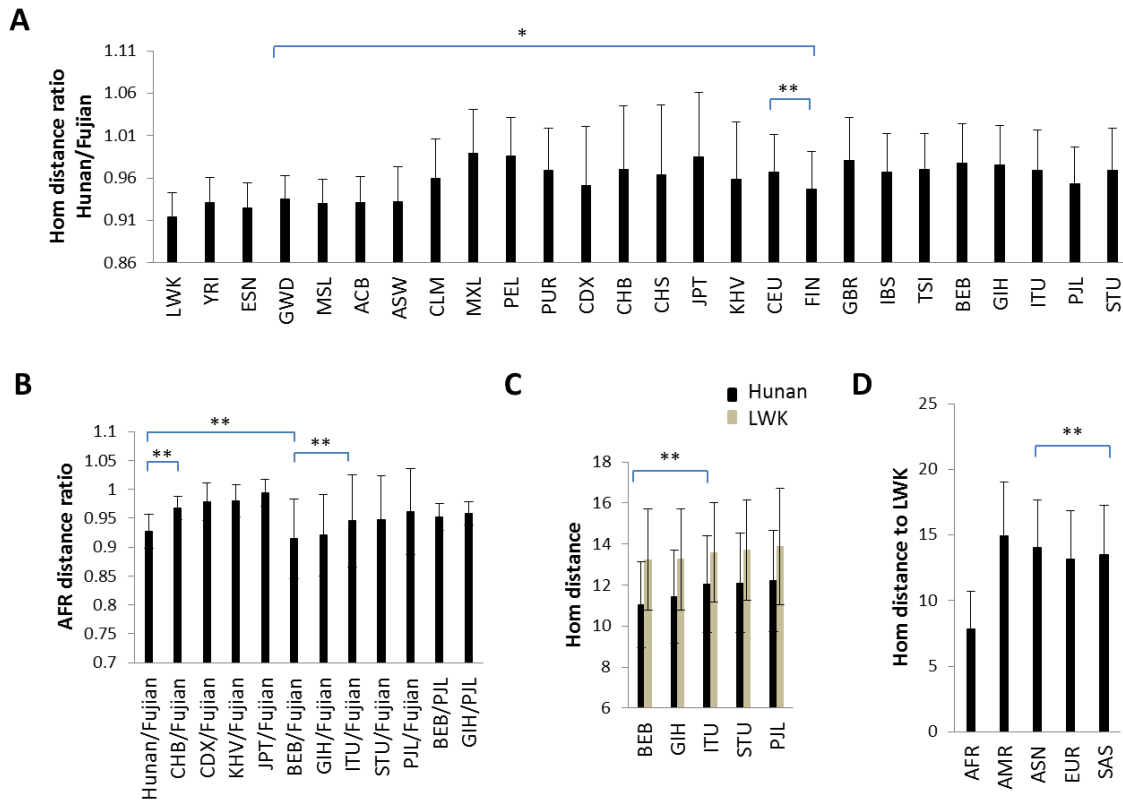 A
Hom distance ratio
Hunan/Fujian
1.11
1.06
1.01
0.96
0.91
0.86
*
**
LWK
YRI
ESN
GWD
MSL
ACB
ASW
CLM
MXL
PEL
PUR
CDX
CHB
CHS
JPT
KHV
CEU
FIN
GBR
IBS
TSI
BEB
GIH
ITU
PJL
STU
B
AFR distance ratio
1.1
1.05
1
0.95
0.9
0.85
0.8
0.75
0.7
**
**
**
Hunan/Fujian
CHB/Fujian
CDX/Fujian
KHV/Fujian
JPT/Fujian
BEB/Fujian
GIH/Fujian
ITU/Fujian
STU/Fujian
PJL/Fujian
BEB/PJL
GIH/PJL
C
Hunan
LWK
Hom distance
18
16
14
12
10
8
6
**
BEB
GIH
ITU
STU
PJL
D
Hom distance to LWK
25
20
15
10
5
0
**
AFR
AMR
ASN
EUR
SAS